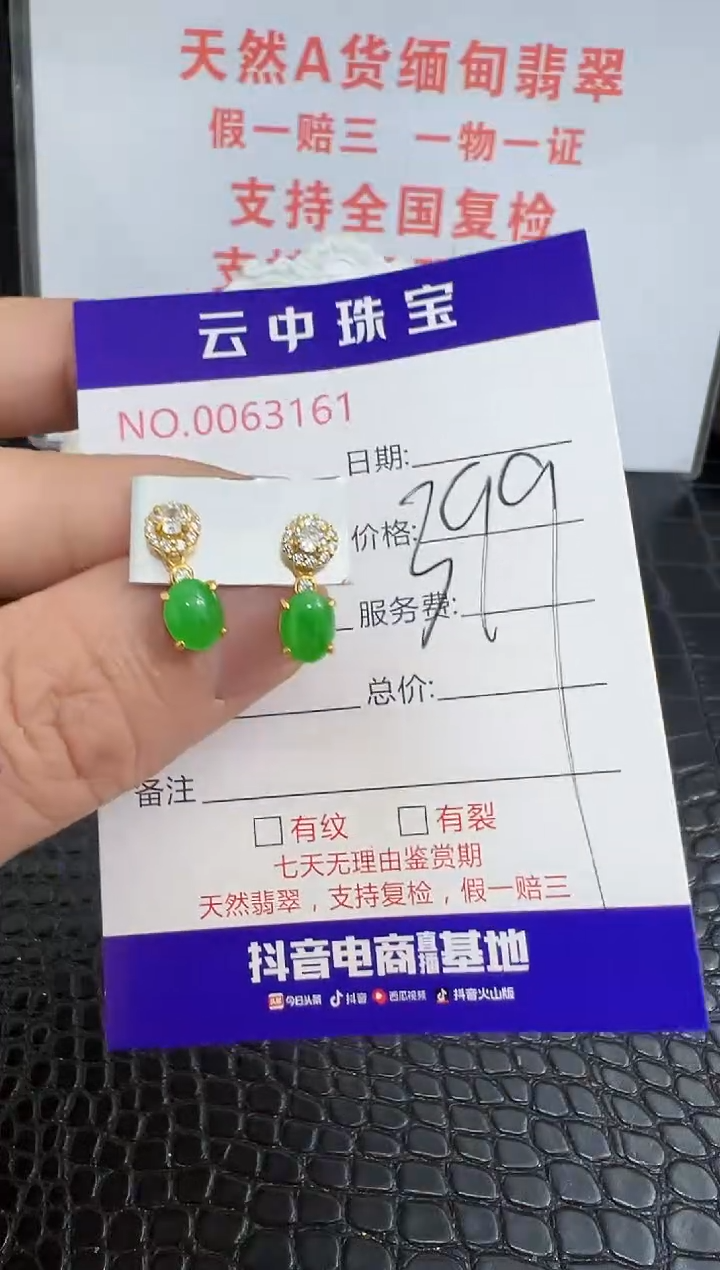 天然A货缅甸翡翠
假一赔三 一物一证
支持全国复检
云中珠宝
NO.0063161
日期:
价格: 399
服务费:
总价:
备注
□有纹 □有裂
七天无理由鉴赏期
天然翡翠，支持复检，假一赔三
抖音电商直播基地
头条 今日头条 抖音 西瓜视频 抖音火山版